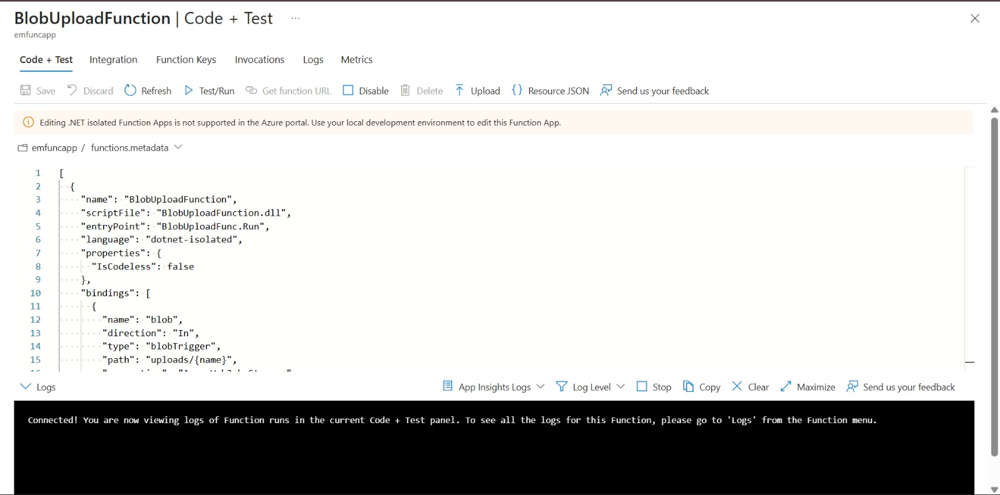 BlobUploadFunction | Code + Test ...
emfuncapp
Code + Test Integration Function Keys Invocations Logs Metrics
Save Discard Refresh Test/Run Get function URL Disable Delete Upload {} Resource JSON Send us your feedback
Editing .NET isolated Function Apps is not supported in the Azure portal. Use your local development environment to edit this Function App.
emfuncapp / functions.metadata
1 [
2 {
3 "name": "BlobUploadFunction",
4 "scriptFile": "BlobUploadFunction.dll",
5 "entryPoint": "BlobUploadFunc.Run",
6 "language": "dotnet-isolated",
7 "properties": {
8 "IsCodeless": false
9 },
10 "bindings": [
11 {
12 "name": "blob",
13 "direction": "In",
14 "type": "blobTrigger",
15 "path": "uploads/{name}",
Logs App Insights Logs Log Level Stop Copy Clear Maximize Send us your feedback
Connected! You are now viewing logs of Function runs in the current Code + Test panel. To see all the logs for this Function, please go to 'Logs' from the Function menu.